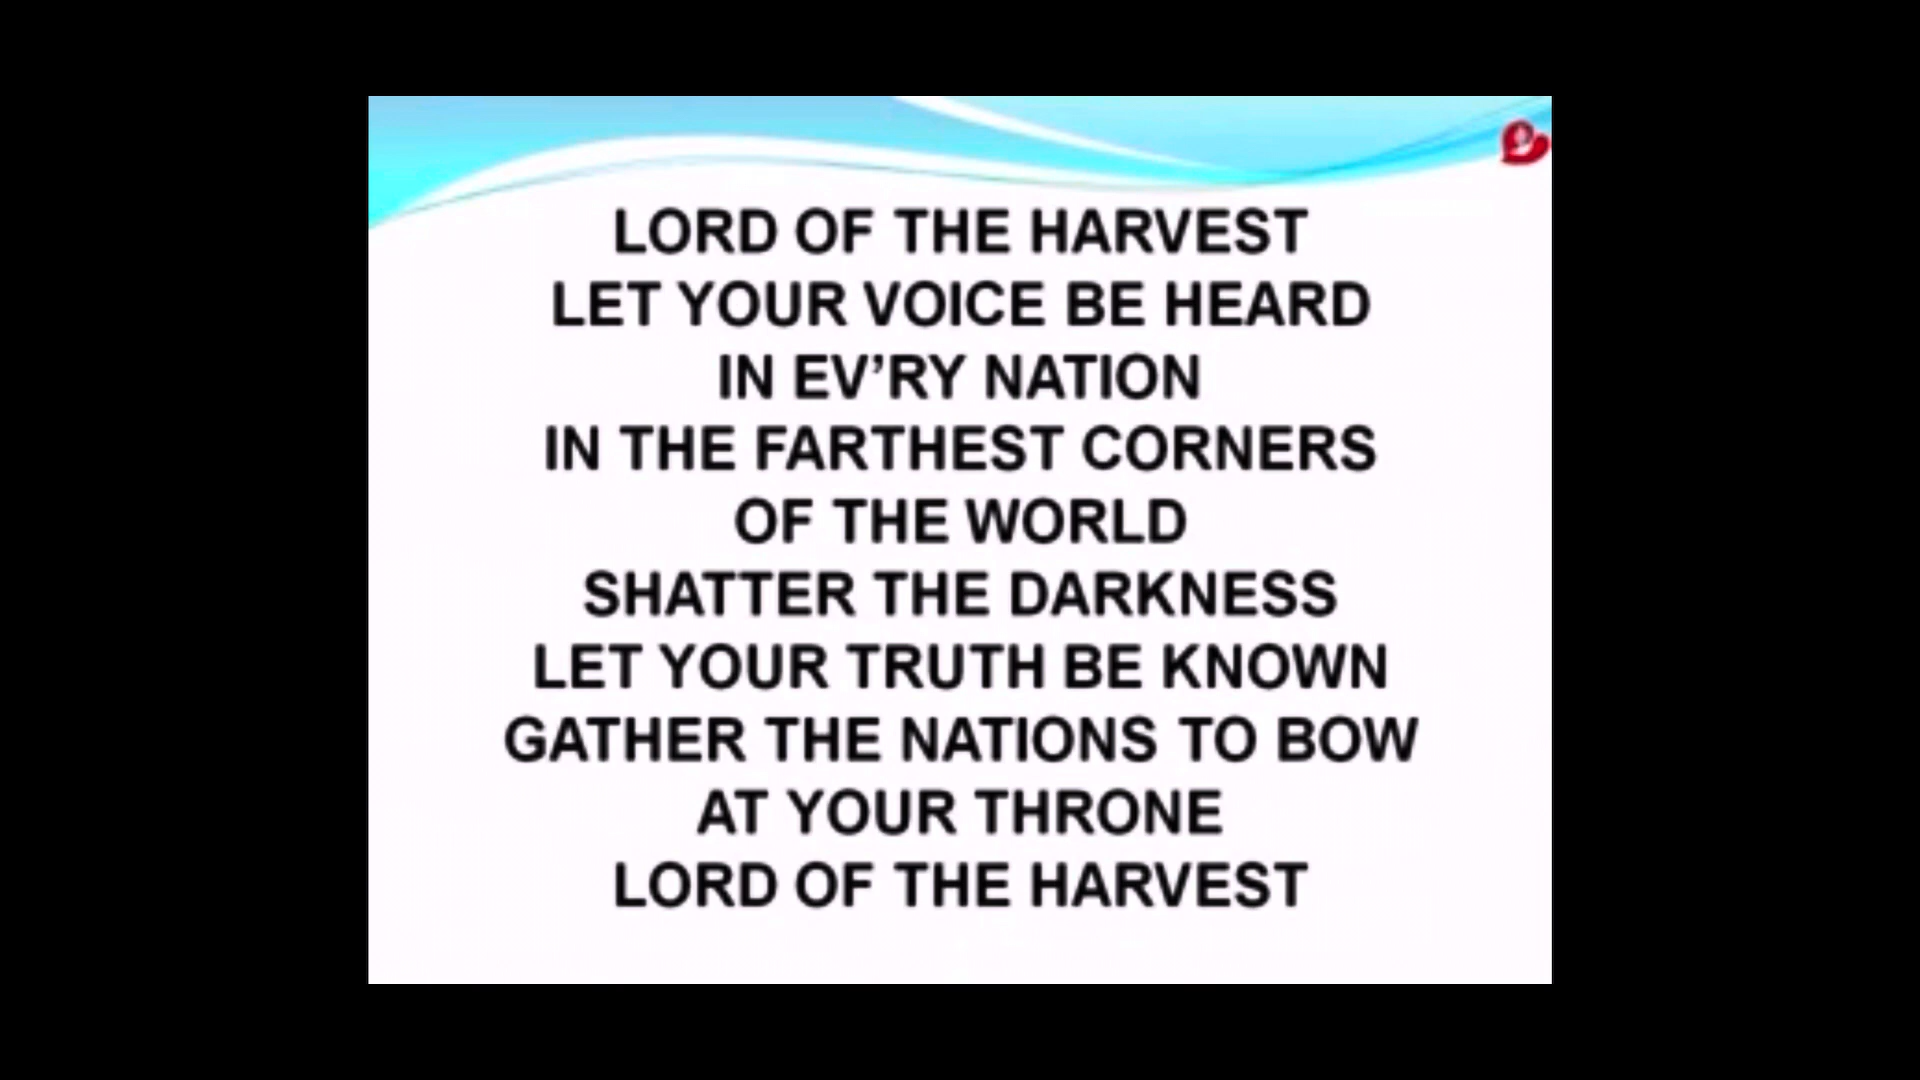 LORD OF THE HARVEST
LET YOUR VOICE BE HEARD
IN EV’RY NATION
IN THE FARTHEST CORNERS
OF THE WORLD
SHATTER THE DARKNESS
LET YOUR TRUTH BE KNOWN
GATHER THE NATIONS TO BOW
AT YOUR THRONE
LORD OF THE HARVEST